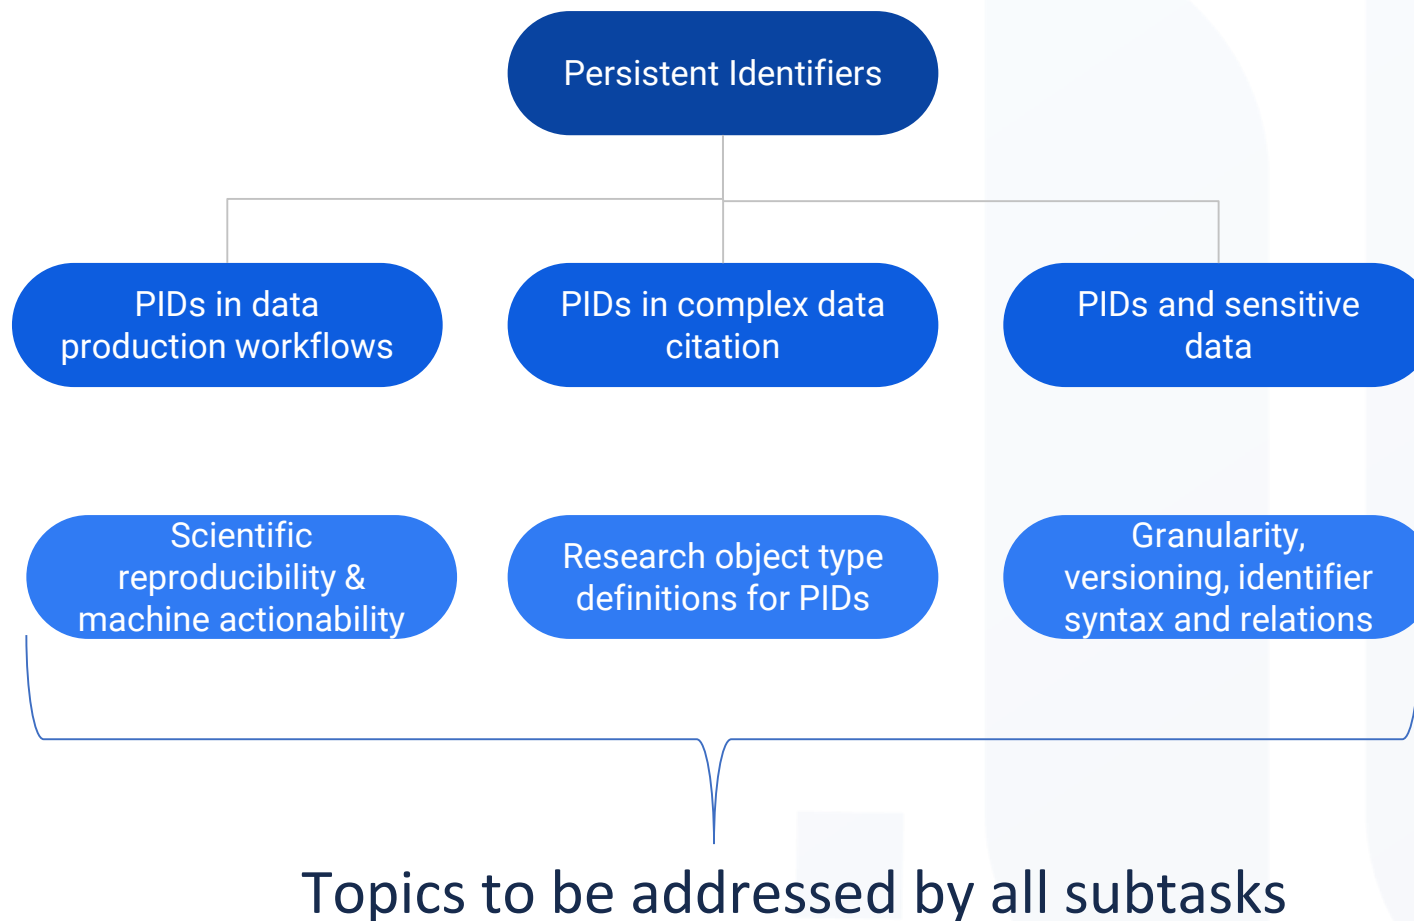 Persistent Identifiers
PIDs in data
production workflows
PIDs in complex data
citation
PIDs and sensitive
data
Scientific
reproducibility &
machine actionability
Research object type
definitions for PIDs
Granularity,
versioning, identifier
syntax and relations
Topics to be addressed by all subtasks